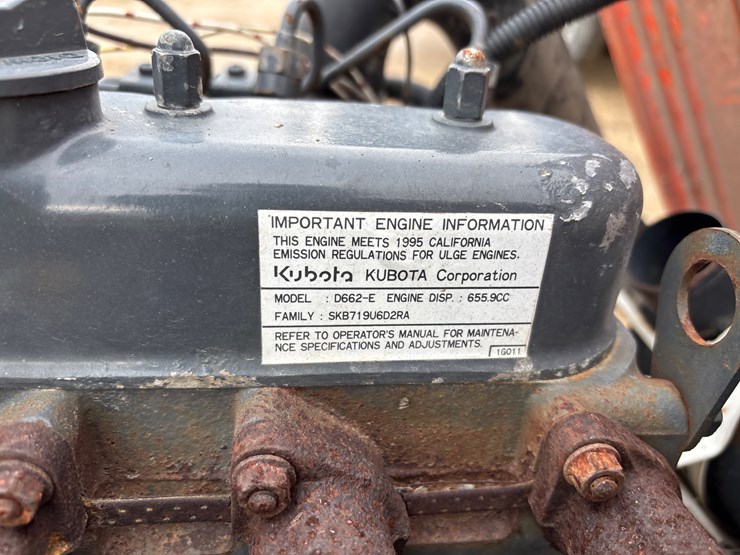 IMPORTANT ENGINE INFORMATION
THIS ENGINE MEETS 1995 CALIFORNIA
EMISSION REGULATIONS FOR ULGE ENGINES.
Kubota KUBOTA Corporation
MODEL : D662-E ENGINE DISP. : 655.9CC
FAMILY : SKB719U6D2RA
REFER TO OPERATOR'S MANUAL FOR MAINTENA-
NCE SPECIFICATIONS AND ADJUSTMENTS.
1G011